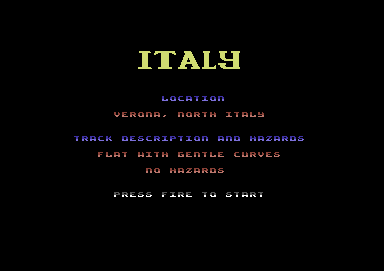 ITALY
LOCATION
VERONA, NORTH ITALY
TRACK DESCRIPTION AND HAZARDS
FLAT WITH GENTLE CURVES
NO HAZARDS
PRESS FIRE TO START